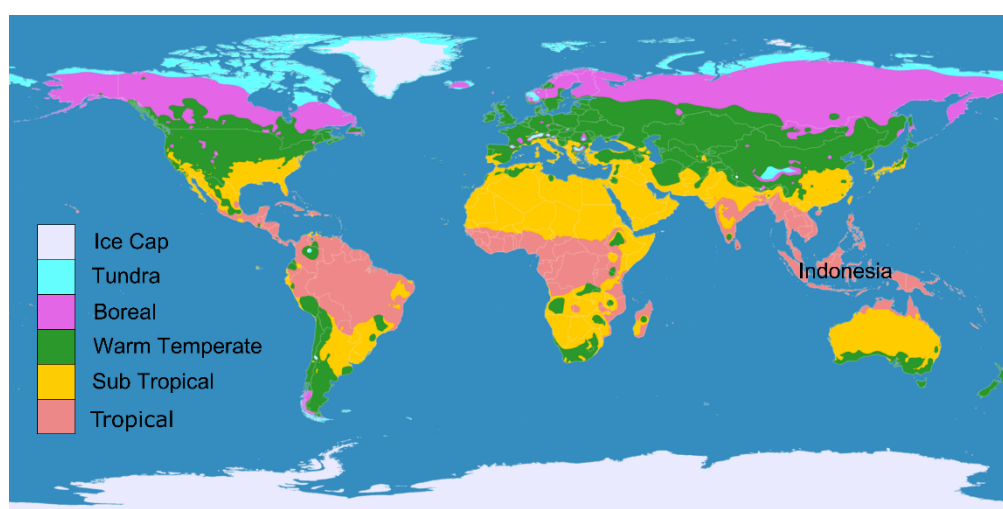 Ice Cap
Tundra
Boreal
Warm Temperate
Sub Tropical
Tropical
Indonesia